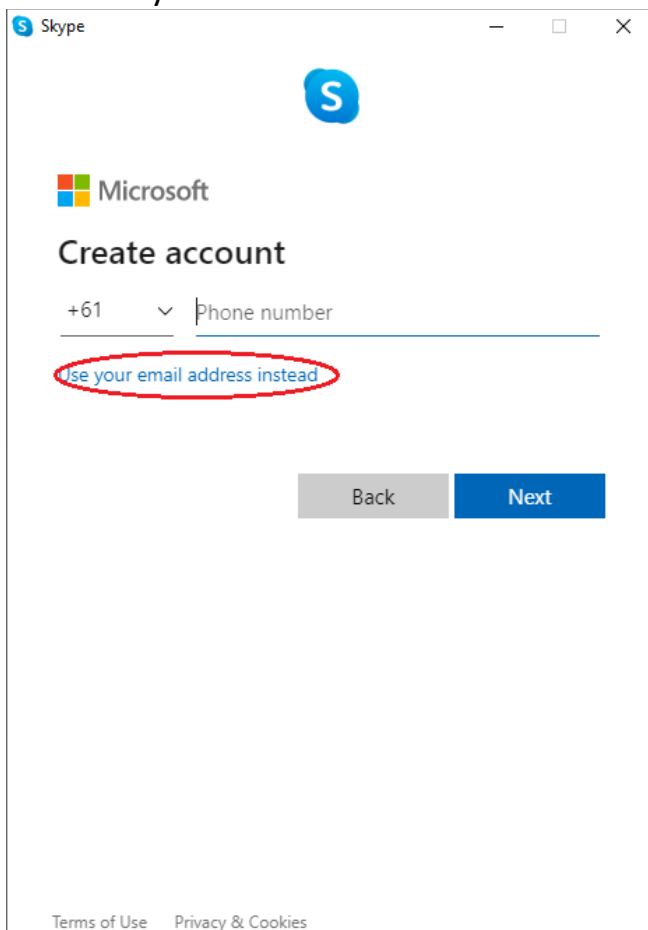 Skype
Microsoft
Create account
+61 Phone number
Use your email address instead
Back Next
Terms of Use Privacy & Cookies